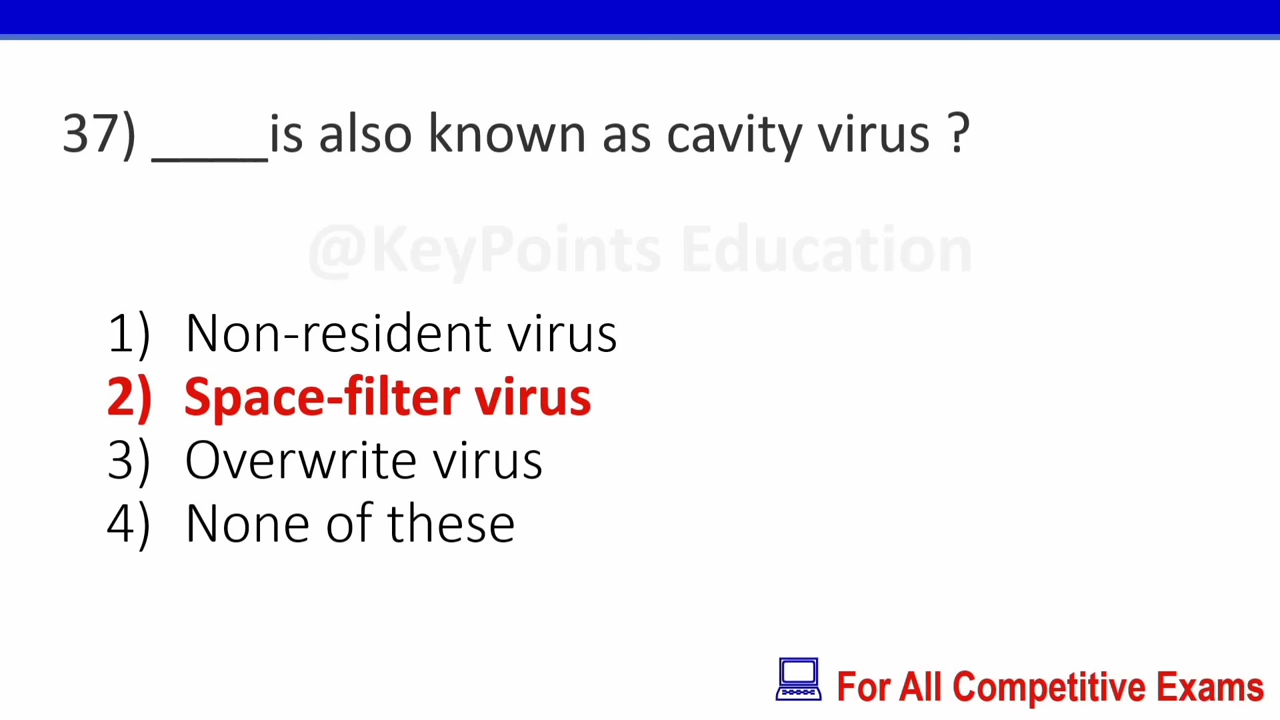 37) ____is also known as cavity virus ?
@KeyPoints Education
1) Non-resident virus
2) Space-filter virus
3) Overwrite virus
4) None of these
For All Competitive Exams